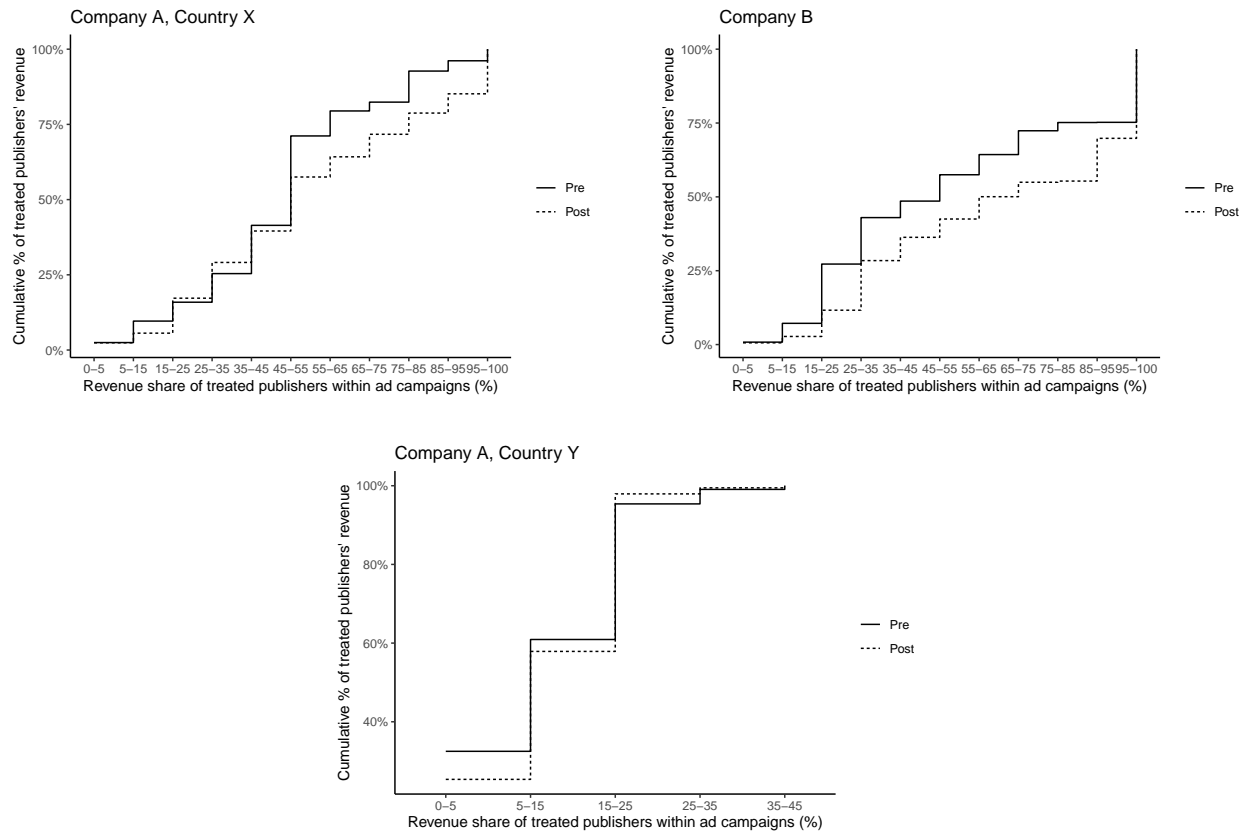 Company A, Country X
Cumulative % of treated publishers' revenue
100%
75%
50%
25%
0%
0–5 5–15 15–25 25–35 35–45 45–55 55–65 65–75 75–85 85–95 95–100
Revenue share of treated publishers within ad campaigns (%)
Pre
Post
Company B
Cumulative % of treated publishers' revenue
100%
75%
50%
25%
0%
0–5 5–15 15–25 25–35 35–45 45–55 55–65 65–75 75–85 85–95 95–100
Revenue share of treated publishers within ad campaigns (%)
Pre
Post
Company A, Country Y
Cumulative % of treated publishers' revenue
100%
80%
60%
40%
0–5 5–15 15–25 25–35 35–45
Revenue share of treated publishers within ad campaigns (%)
Pre
Post